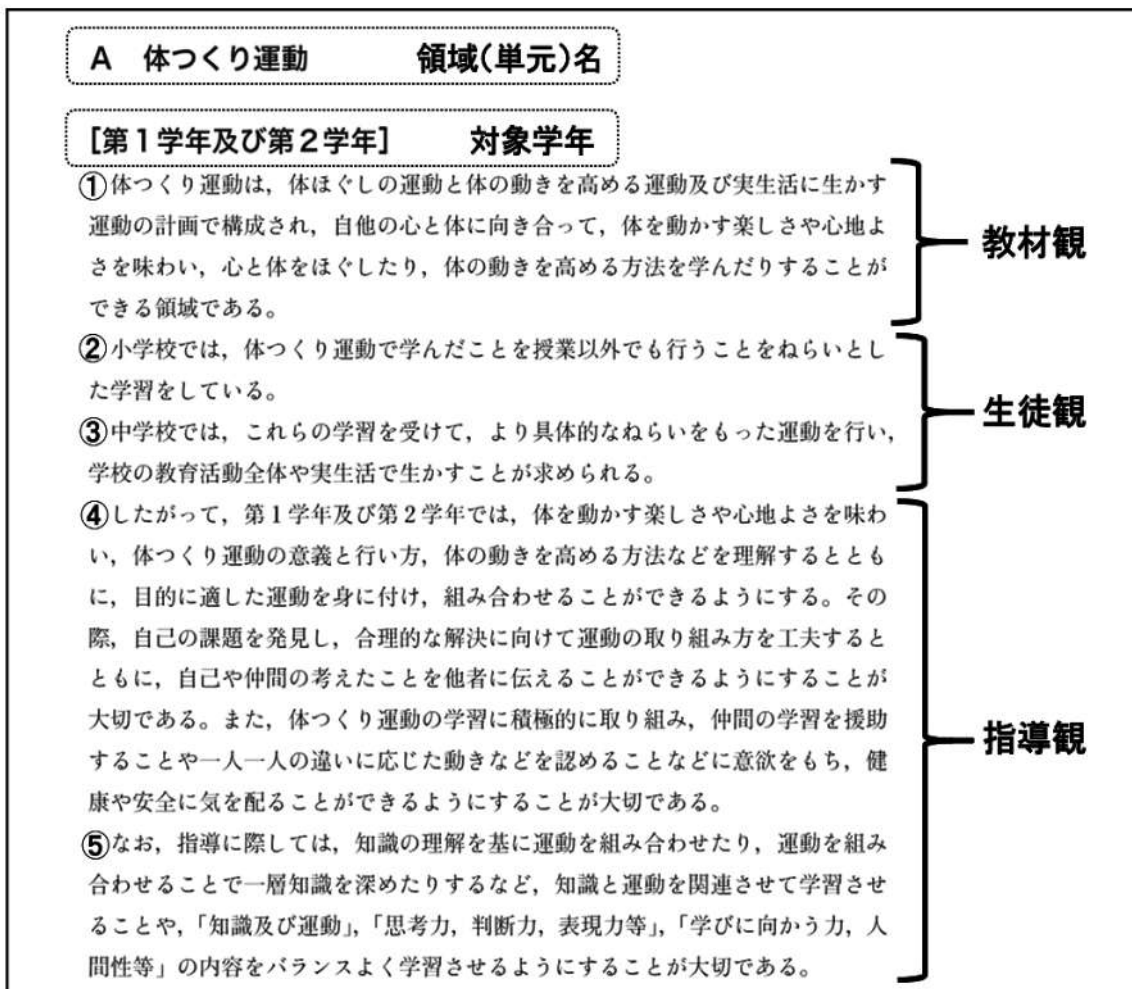 A 体つくり運動 領域(単元)名
[第1学年及び第2学年] 対象学年
①体つくり運動は，体ほぐしの運動と体の動きを高める運動及び実生活に生かす
運動の計画で構成され，自他の心と体に向き合って，体を動かす楽しさや心地よ
さを味わい，心と体をほぐしたり，体の動きを高める方法を学んだりすることが
できる領域である。
教材観
②小学校では，体つくり運動で学んだことを授業以外でも行うことをねらいとし
た学習をしている。
③中学校では，これらの学習を受けて，より具体的なねらいをもった運動を行い，
学校の教育活動全体や実生活で生かすことが求められる。
生徒観
④したがって，第1学年及び第2学年では，体を動かす楽しさや心地よさを味わ
い，体つくり運動の意義と行い方，体の動きを高める方法などを理解するととも
に，目的に適した運動を身に付け，組み合わせることができるようにする。その
際，自己の課題を発見し，合理的な解決に向けて運動の取り組み方を工夫すると
ともに，自己や仲間の考えたことを他者に伝えることができるようにすることが
大切である。また，体つくり運動の学習に積極的に取り組み，仲間の学習を援助
することや一人一人の違いに応じた動きなどを認めることなどに意欲をもち，健
康や安全に気を配ることができるようにすることが大切である。
⑤なお，指導に際しては，知識の理解を基に運動を組み合わせたり，運動を組み
合わせることで一層知識を深めたりするなど，知識と運動を関連させて学習させ
ることや，「知識及び運動」，「思考力，判断力，表現力等」，「学びに向かう力，人
間性等」の内容をバランスよく学習させるようにすることが大切である。
指導観